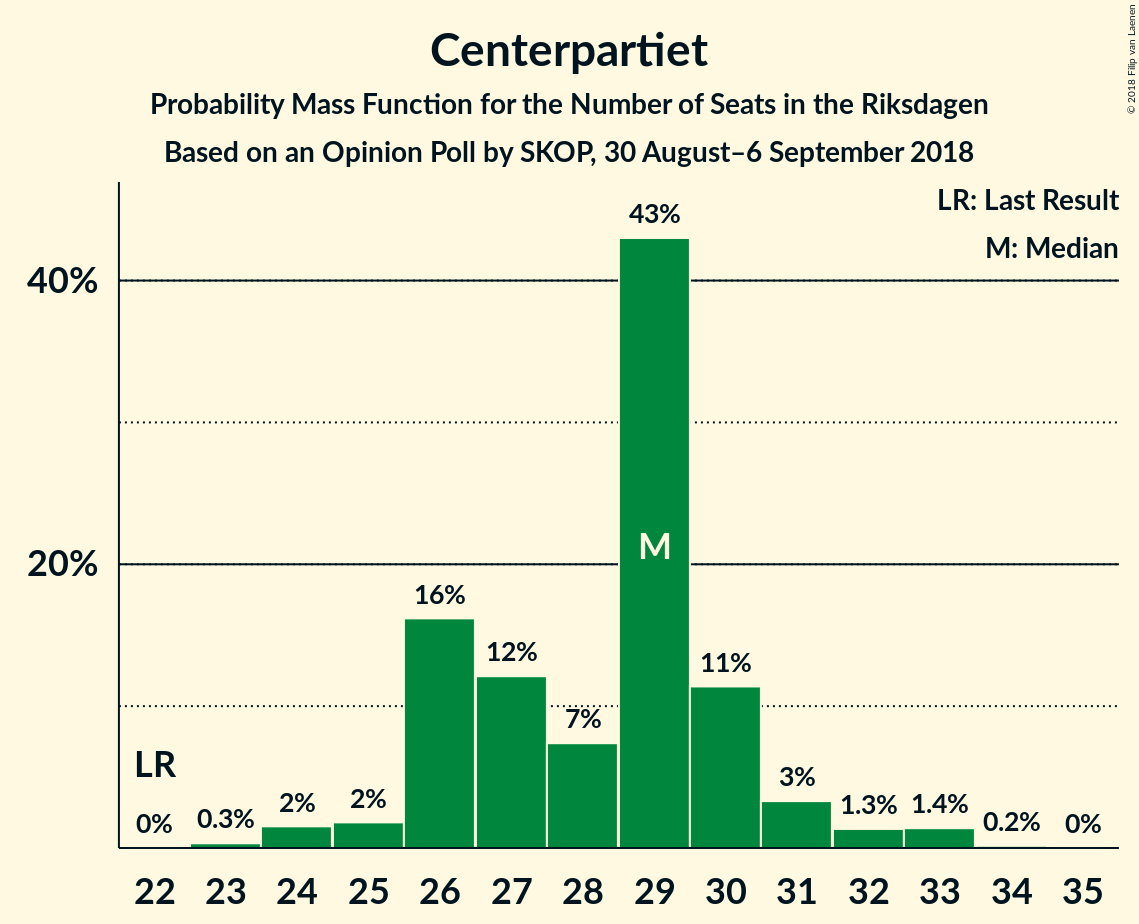 Centerpartiet
Probability Mass Function for the Number of Seats in the Riksdagen
Based on an Opinion Poll by SKOP, 30 August–6 September 2018
© 2018 Filip van Laenen
LR: Last Result
M: Median
40%
20%
LR
0%
0.3%
2%
2%
16%
12%
7%
43%
M
11%
3%
1.3%
1.4%
0.2%
0%
22 23 24 25 26 27 28 29 30 31 32 33 34 35